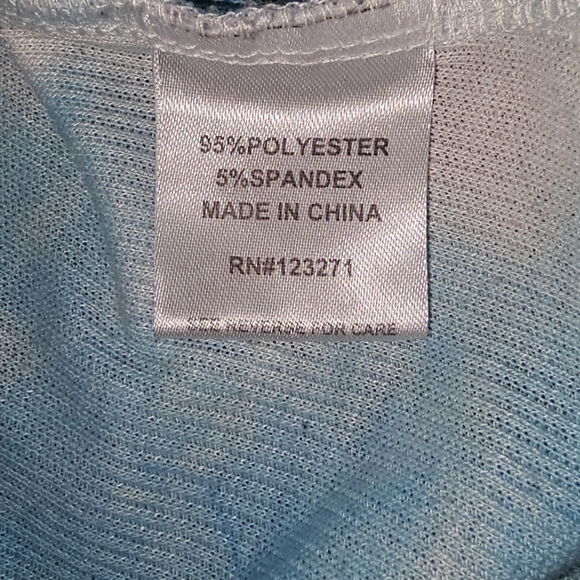 95%POLYESTER
5%SPANDEX
MADE IN CHINA
RN#123271
SEE REVERSE FOR CARE